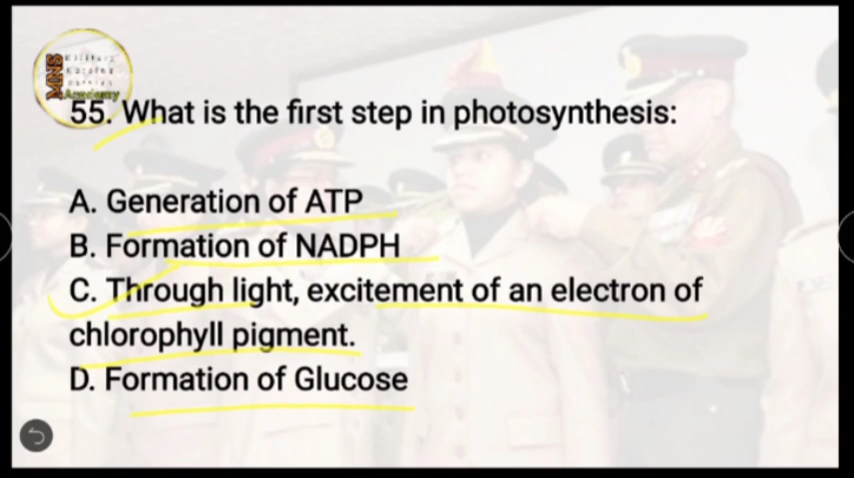 MNS
Academy
55. What is the first step in photosynthesis:
A. Generation of ATP
B. Formation of NADPH
C. Through light, excitement of an electron of
chlorophyll pigment.
D. Formation of Glucose